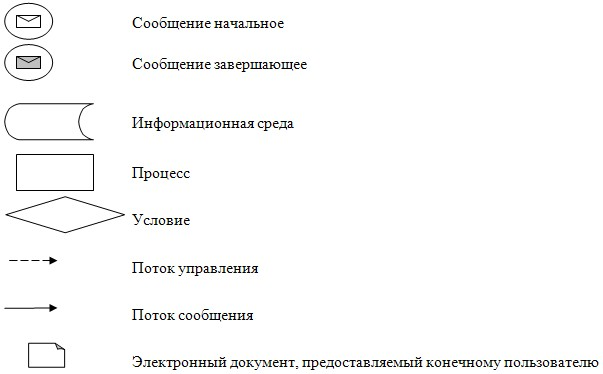 Сообщение начальное
Сообщение завершающее
Информационная среда
Процесс
Условие
Поток управления
Поток сообщения
Электронный документ, предоставляемый конечному пользователю